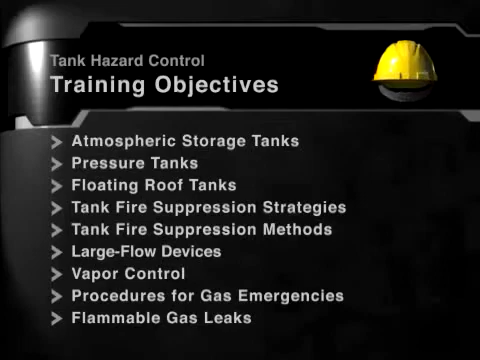 Tank Hazard Control
Training Objectives
Atmospheric Storage Tanks
Pressure Tanks
Floating Roof Tanks
Tank Fire Suppression Strategies
Tank Fire Suppression Methods
Large-Flow Devices
Vapor Control
Procedures for Gas Emergencies
Flammable Gas Leaks